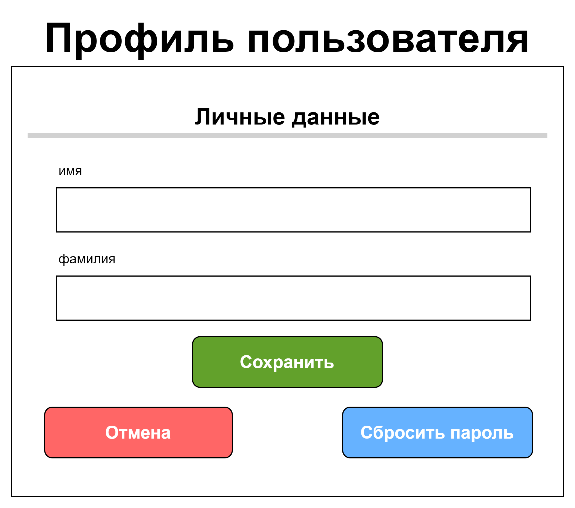 Профиль пользователя
Личные данные
имя
фамилия
Сохранить
Отмена
Сбросить пароль